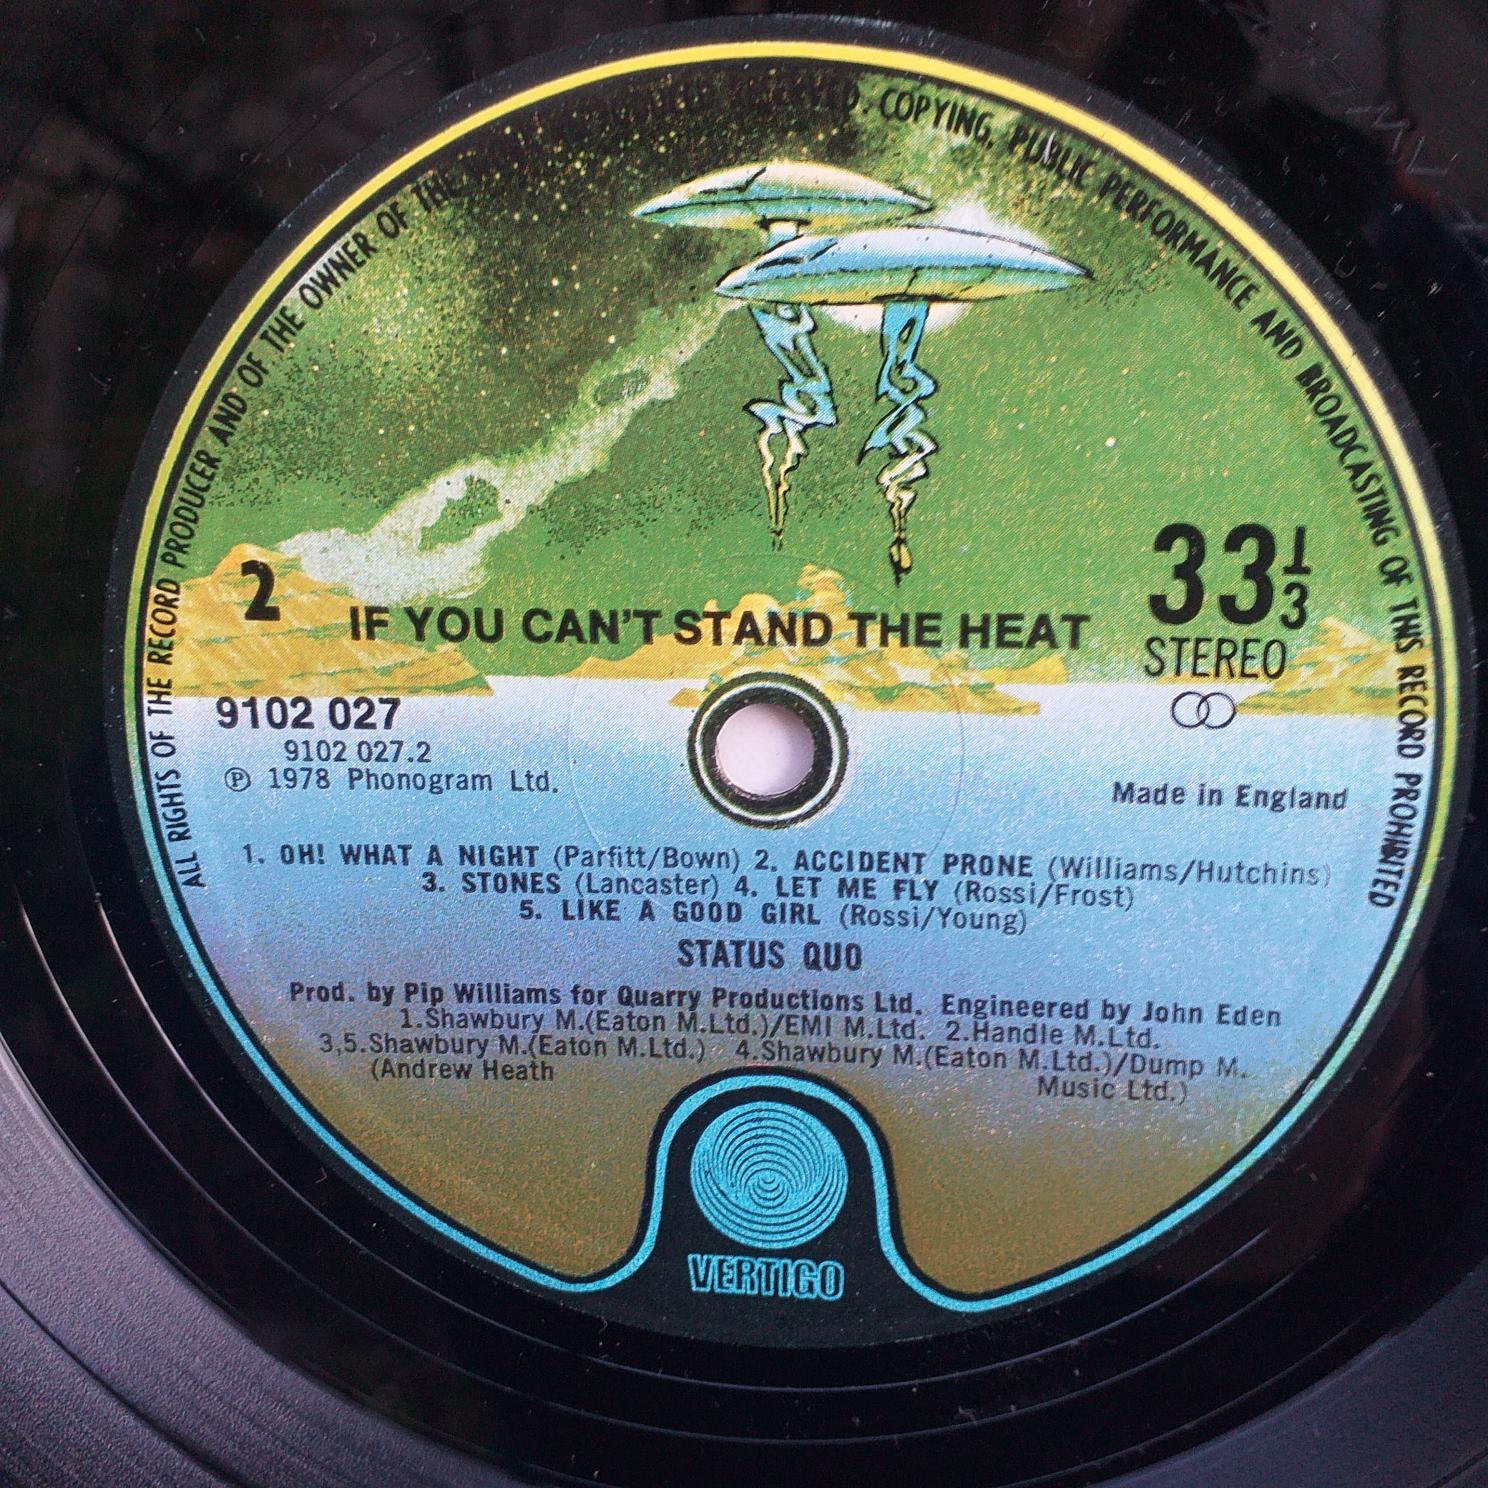 ALL RIGHTS OF THE RECORD PRODUCER AND OF THE OWNER OF THE RESERVED. COPYING, PUBLIC PERFORMANCE AND BROADCASTING OF THIS RECORD PROHIBITED
2
IF YOU CAN'T STAND THE HEAT
33 1/3
STEREO
9102 027
9102 027.2
Ⓟ 1978 Phonogram Ltd.
Made in England
1. OH! WHAT A NIGHT (Parfitt/Bown) 2. ACCIDENT PRONE (Williams/Hutchins)
3. STONES (Lancaster) 4. LET ME FLY (Rossi/Frost)
5. LIKE A GOOD GIRL (Rossi/Young)
STATUS QUO
Prod. by Pip Williams for Quarry Productions Ltd. Engineered by John Eden
1.Shawbury M.(Eaton M.Ltd.)/EMI M.Ltd. 2.Handle M.Ltd.
3,5.Shawbury M.(Eaton M.Ltd.) 4.Shawbury M.(Eaton M.Ltd.)/Dump M.
(Andrew Heath Music Ltd.)
VERTIGO